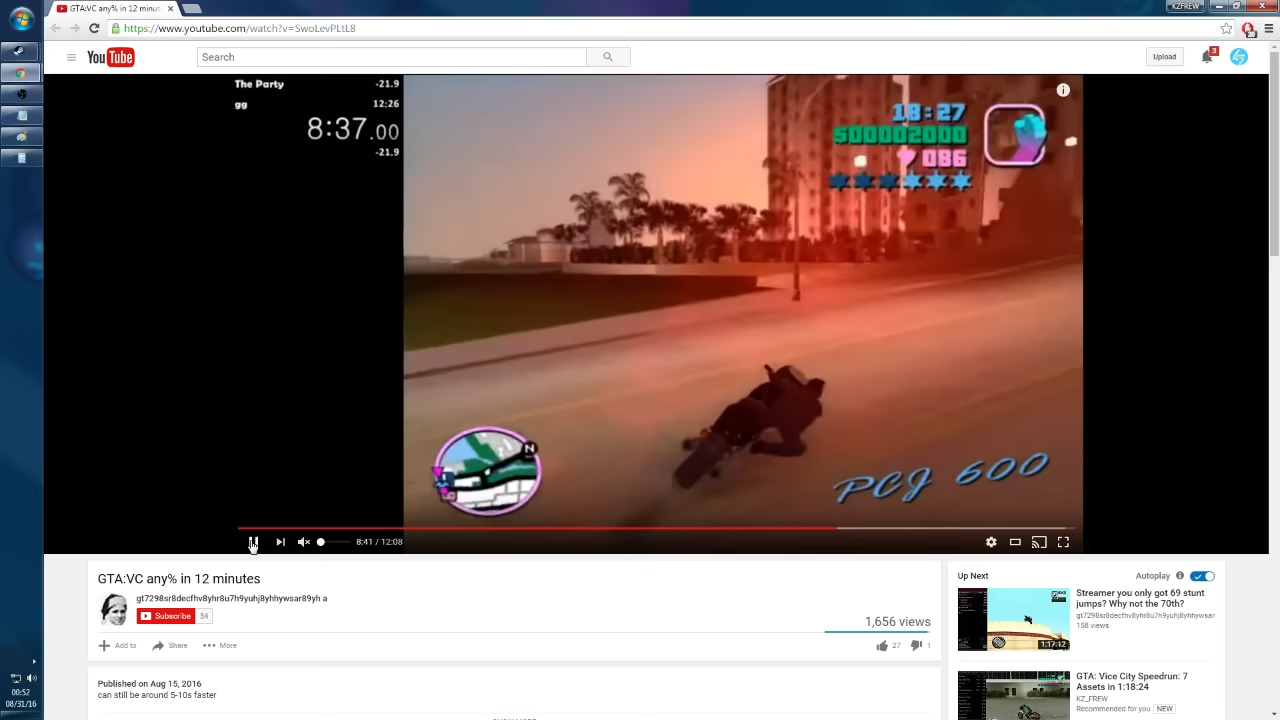 GTA:VC any% in 12 minut
KZFREW
https://www.youtube.com/watch?v=SwoLevPLtL8
YouTube
Search
Upload
3
The Party -21.9
gg 12:26
8:37.00
-21.9
18:27
$00002000
086
N
PCJ 600
8:41 / 12:08
GTA:VC any% in 12 minutes
gt7298sr8decfhv8yhr8u7h9yuhj8yhhywsar89yh a
Subscribe 34
1,656 views
Add to Share More
27 1
Published on Aug 15, 2016
can still be around 5-10s faster
Up Next Autoplay
Streamer you only got 69 stunt
jumps? Why not the 70th?
gt7298sr8decfhv8yhr8u7h9yuhj8yhhywsar
158 views
1:17:12
GTA: Vice City Speedrun: 7
Assets in 1:18:24
KZ_FREW
Recommended for you NEW
00:52
08/31/16